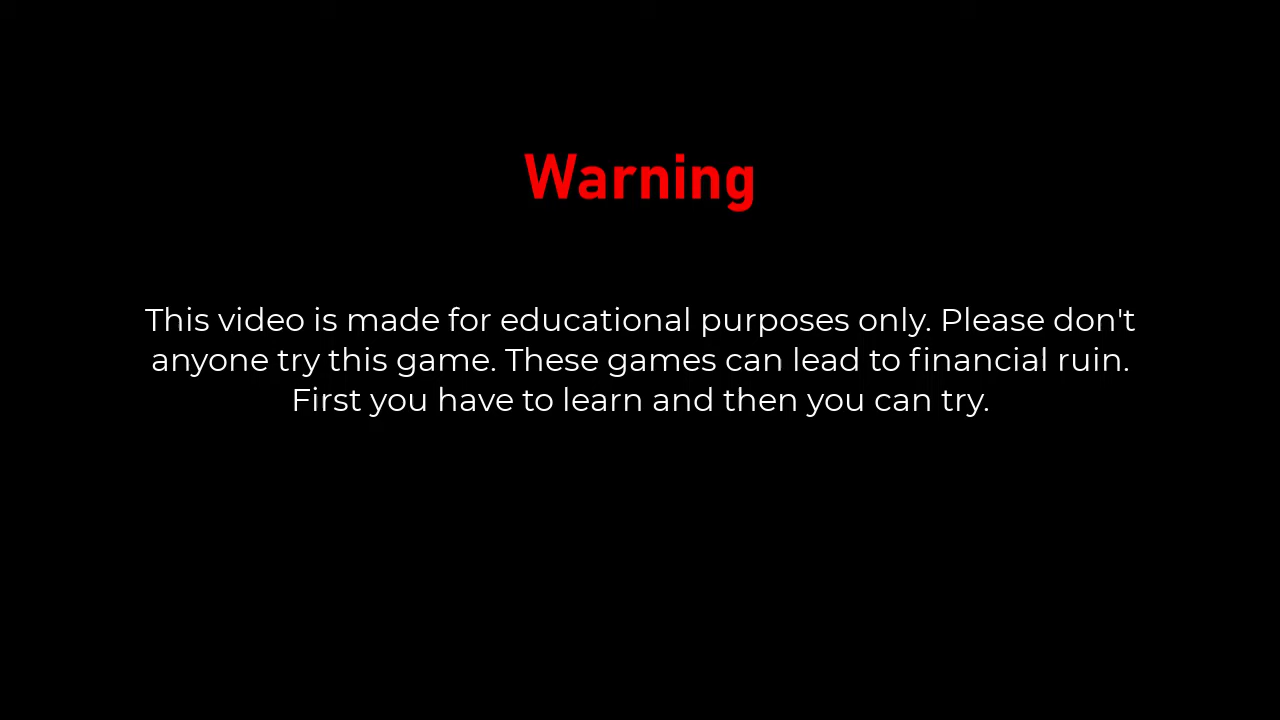 Warning
This video is made for educational purposes only. Please don't
anyone try this game. These games can lead to financial ruin.
First you have to learn and then you can try.